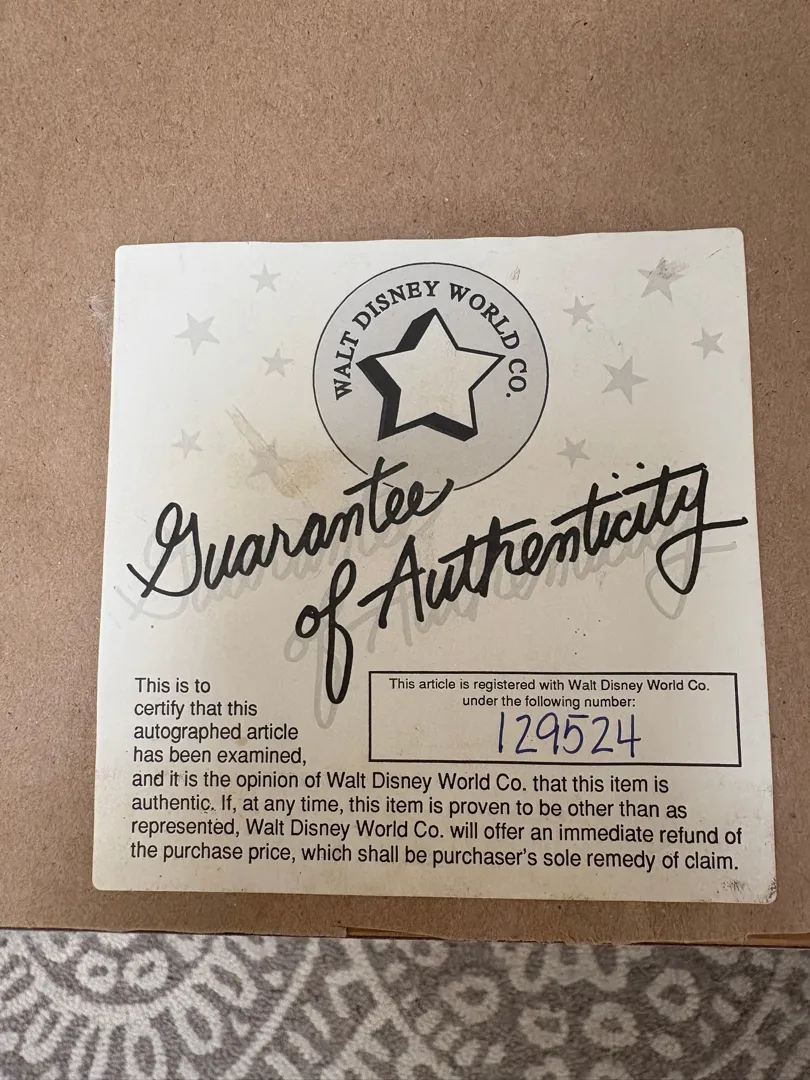 WALT DISNEY WORLD CO.
Guarantee
of Authenticity
This article is registered with Walt Disney World Co.
under the following number:
129524
This is to
certify that this
autographed article
has been examined,
and it is the opinion of Walt Disney World Co. that this item is
authentic. If, at any time, this item is proven to be other than as
represented, Walt Disney World Co. will offer an immediate refund of
the purchase price, which shall be purchaser's sole remedy of claim.